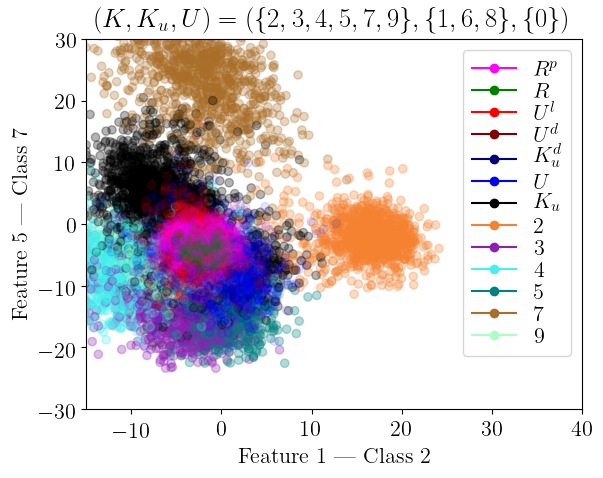 (K, K_u, U) = ({2, 3, 4, 5, 7, 9}, {1, 6, 8}, {0})
30
20
10
0
−10
−20
−30
Feature 5 — Class 7
R^p
R
U^l
U^d
K_u^d
U
K_u
2
3
4
5
7
9
−10
0
10
20
30
40
Feature 1 — Class 2